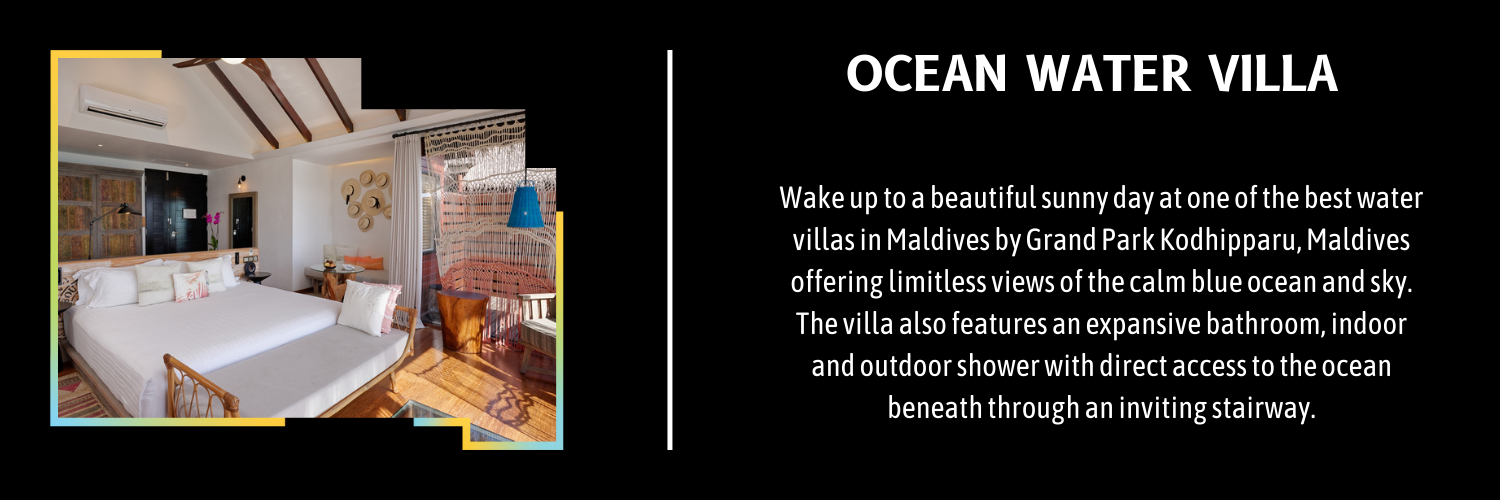 OCEAN WATER VILLA
Wake up to a beautiful sunny day at one of the best water
villas in Maldives by Grand Park Kodhipparu, Maldives
offering limitless views of the calm blue ocean and sky.
The villa also features an expansive bathroom, indoor
and outdoor shower with direct access to the ocean
beneath through an inviting stairway.